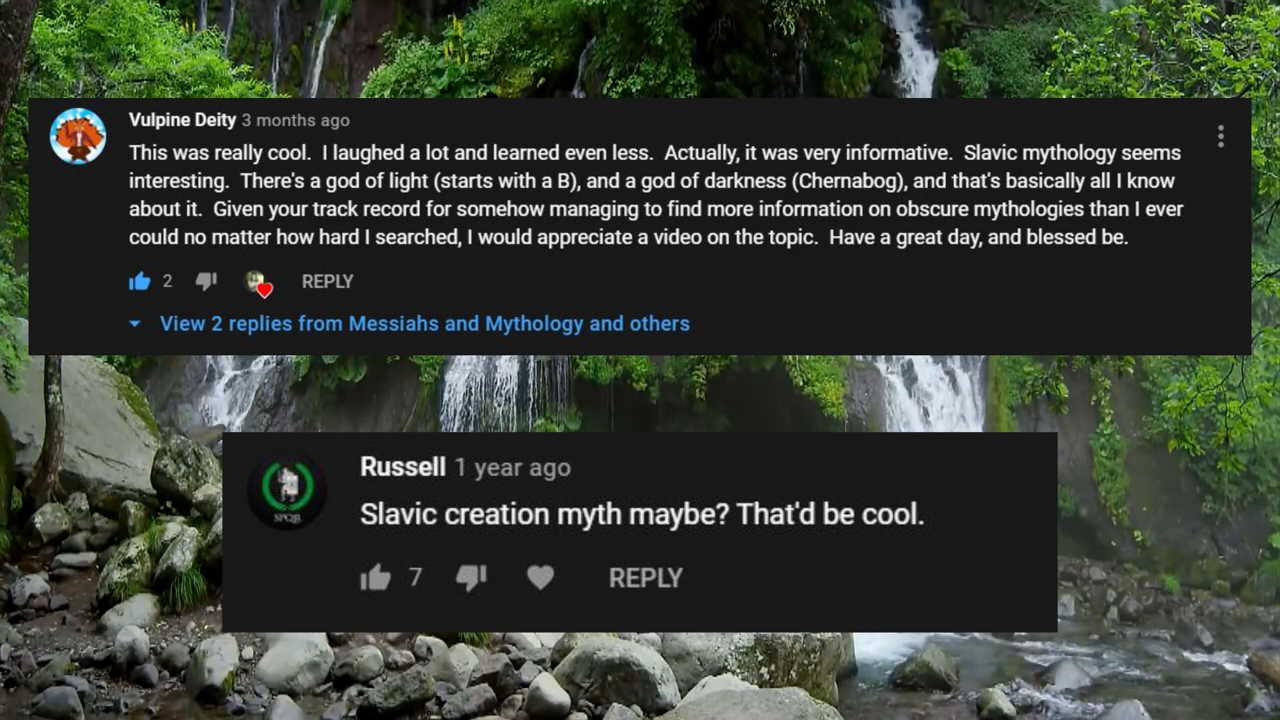 Vulpine Deity 3 months ago
This was really cool.  I laughed a lot and learned even less.  Actually, it was very informative.  Slavic mythology seems
interesting.  There's a god of light (starts with a B), and a god of darkness (Chernabog), and that's basically all I know
about it.  Given your track record for somehow managing to find more information on obscure mythologies than I ever
could no matter how hard I searched, I would appreciate a video on the topic.  Have a great day, and blessed be.
2 REPLY
View 2 replies from Messiahs and Mythology and others
Russell 1 year ago
SPQR
Slavic creation myth maybe? That'd be cool.
7 REPLY